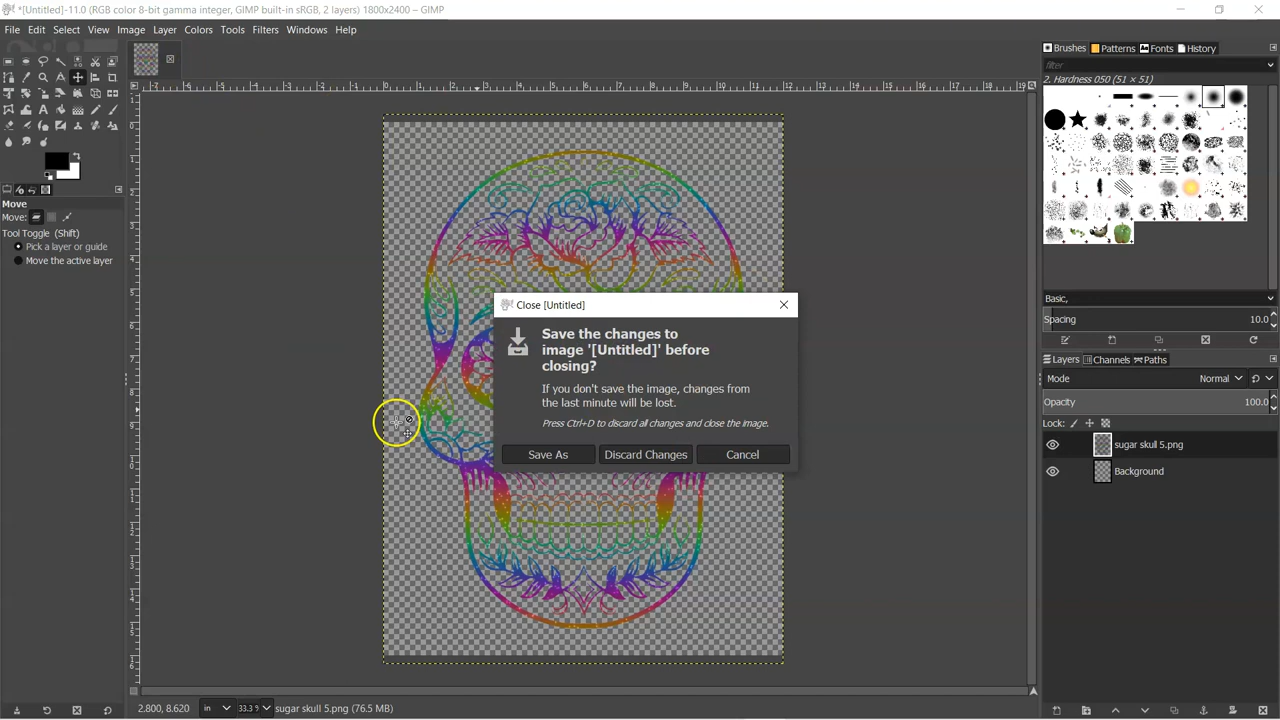 *[Untitled]-11.0 (RGB color 8-bit gamma integer, GIMP built-in sRGB, 2 layers) 1800x2400 – GIMP
File Edit Select View Image Layer Colors Tools Filters Windows Help
Brushes Patterns Fonts History
filter
2. Hardness 050 (51 × 51)
Move
Move:
Tool Toggle (Shift)
Pick a layer or guide
Move the active layer
Close [Untitled]
Save the changes to
image '[Untitled]' before
closing?
If you don't save the image, changes from
the last minute will be lost.
Press Ctrl+D to discard all changes and close the image.
Save As Discard Changes Cancel
Basic,
Spacing 10.0
Layers Channels Paths
Mode Normal
Opacity 100.0
Lock:
sugar skull 5.png
Background
2.800, 8.620 in 33.3 % sugar skull 5.png (76.5 MB)